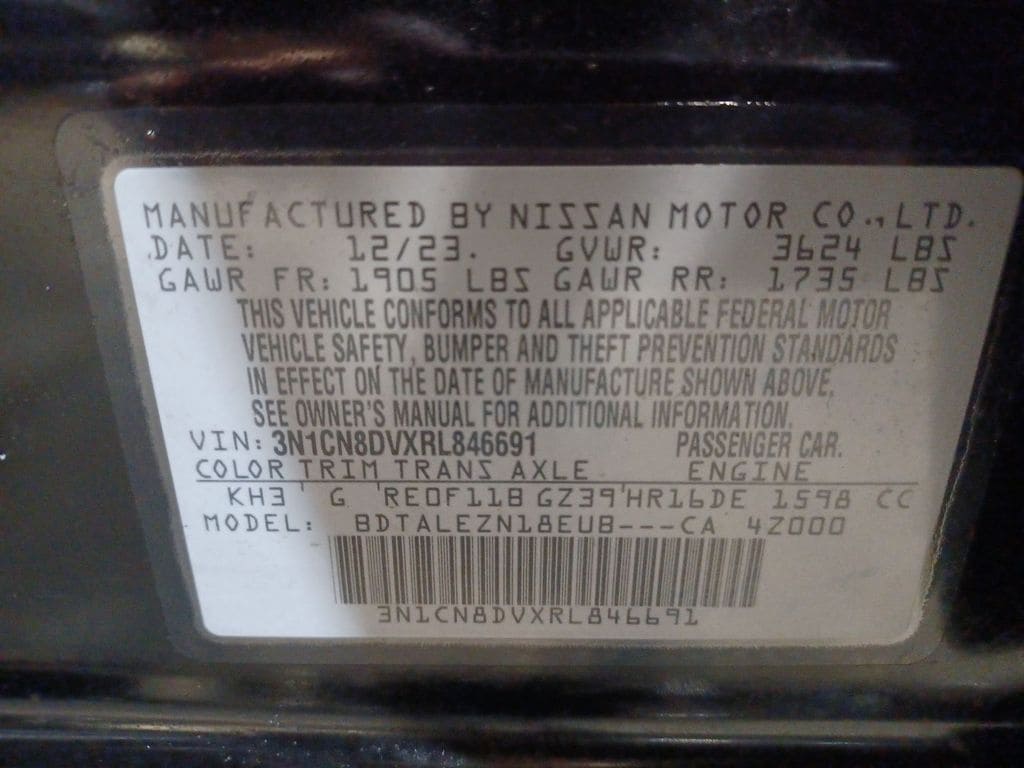 MANUFACTURED BY NISSAN MOTOR CO., LTD.
DATE: 12/23. GVWR: 3624 LBS
GAWR FR: 1905 LBS GAWR RR: 1735 LBS
THIS VEHICLE CONFORMS TO ALL APPLICABLE FEDERAL MOTOR
VEHICLE SAFETY, BUMPER AND THEFT PREVENTION STANDARDS
IN EFFECT ON THE DATE OF MANUFACTURE SHOWN ABOVE.
SEE OWNER'S MANUAL FOR ADDITIONAL INFORMATION.
VIN: 3N1CN8DVXRL846691 PASSENGER CAR.
COLOR TRIM TRANS AXLE ENGINE
KH3 ' G 'RE0F11B GZ39'HR16DE 1598 CC
MODEL: BDTALEZN18EUB---CA 4Z000
3N1CN8DVXRL846691